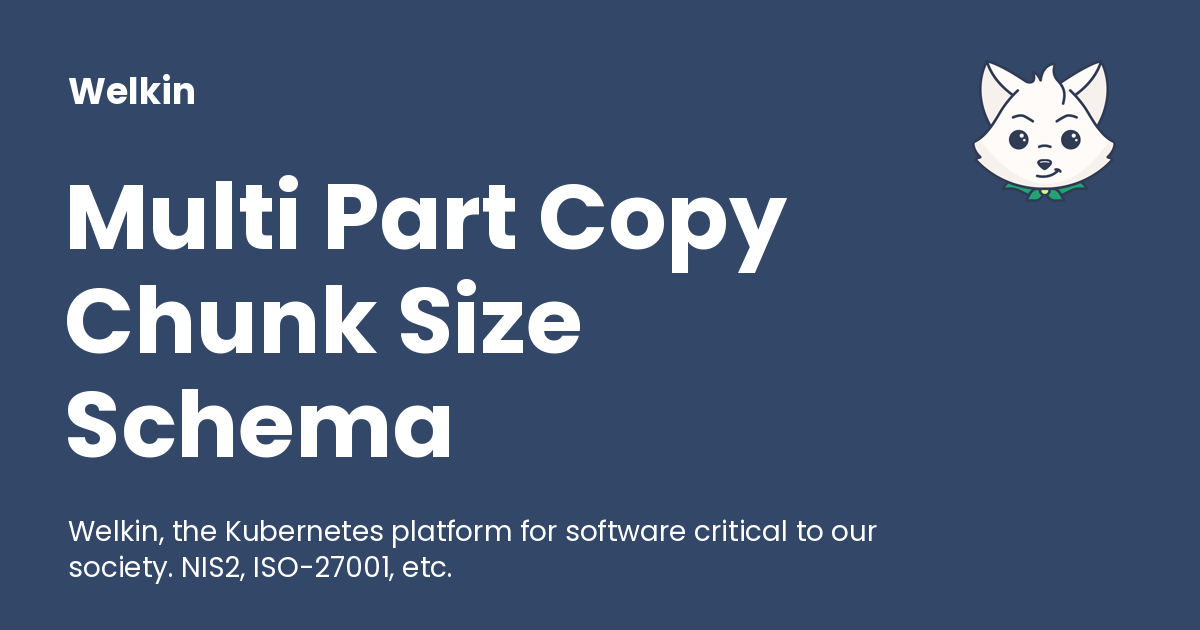 Welkin
Multi Part Copy
Chunk Size
Schema
Welkin, the Kubernetes platform for software critical to our
society. NIS2, ISO-27001, etc.